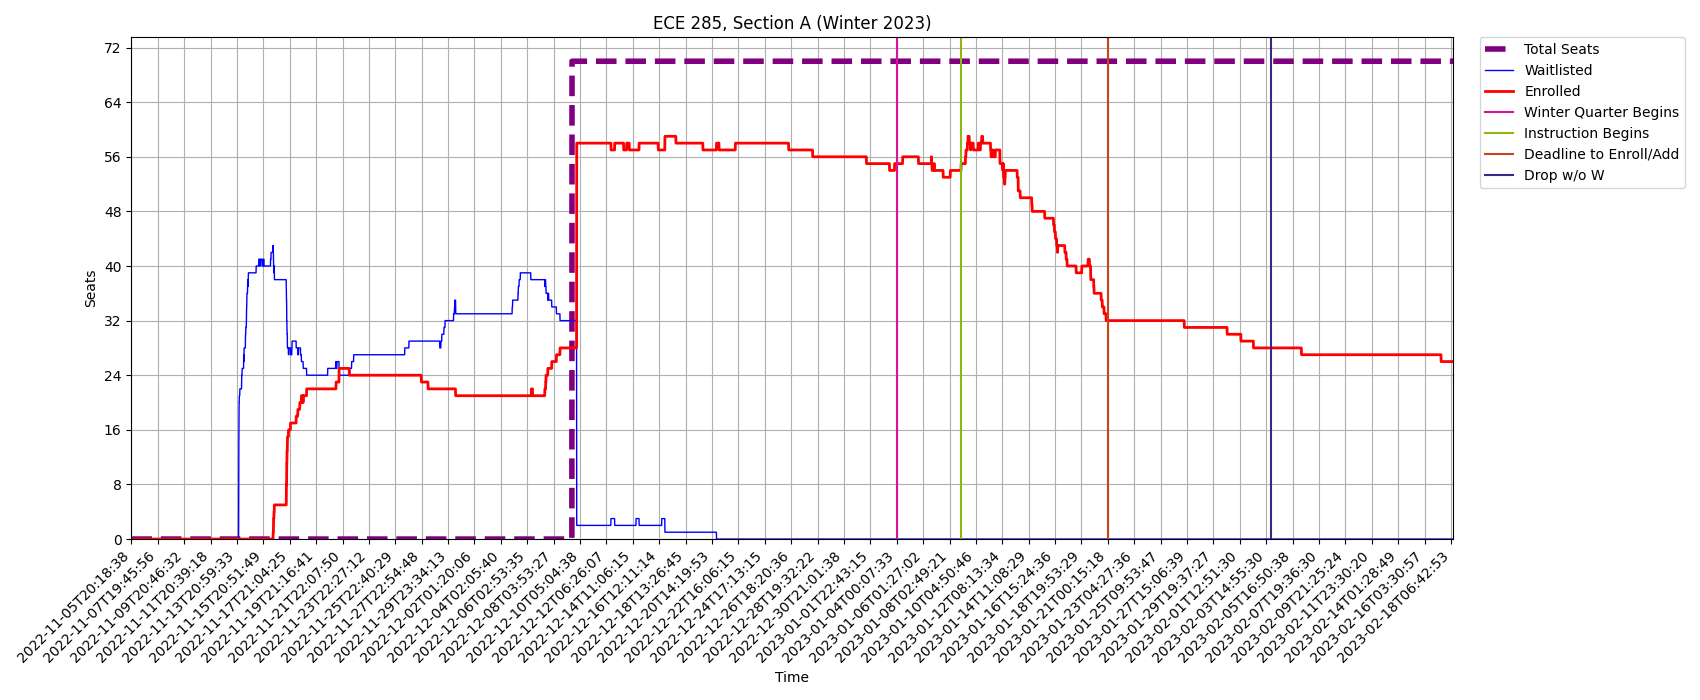 ECE 285, Section A (Winter 2023)
72
64
56
48
40
32
24
16
8
0
Seats
2022-11-05T20:18:38
2022-11-07T19:45:56
2022-11-09T20:46:32
2022-11-11T20:39:18
2022-11-13T20:59:33
2022-11-15T20:51:49
2022-11-17T21:04:25
2022-11-19T21:16:41
2022-11-21T22:07:50
2022-11-23T22:27:12
2022-11-25T22:40:29
2022-11-27T22:54:48
2022-11-29T23:34:13
2022-12-02T01:20:06
2022-12-04T02:05:40
2022-12-06T02:53:35
2022-12-08T03:53:27
2022-12-10T05:04:38
2022-12-12T06:26:07
2022-12-14T11:06:15
2022-12-16T12:11:14
2022-12-18T13:26:45
2022-12-20T14:19:53
2022-12-22T16:06:15
2022-12-24T17:13:15
2022-12-26T18:20:36
2022-12-28T19:32:22
2022-12-30T21:01:38
2023-01-01T22:43:15
2023-01-04T00:07:33
2023-01-06T01:27:02
2023-01-08T02:49:21
2023-01-10T04:50:46
2023-01-12T08:13:34
2023-01-14T11:08:29
2023-01-16T15:24:36
2023-01-18T19:53:29
2023-01-21T00:15:18
2023-01-23T04:27:36
2023-01-25T09:53:47
2023-01-27T15:06:39
2023-01-29T19:37:27
2023-02-01T12:51:30
2023-02-03T14:55:30
2023-02-05T16:50:38
2023-02-07T19:36:30
2023-02-09T21:25:24
2023-02-11T23:30:20
2023-02-14T01:28:49
2023-02-16T03:30:57
2023-02-18T06:42:53
Time
Total Seats
Waitlisted
Enrolled
Winter Quarter Begins
Instruction Begins
Deadline to Enroll/Add
Drop w/o W